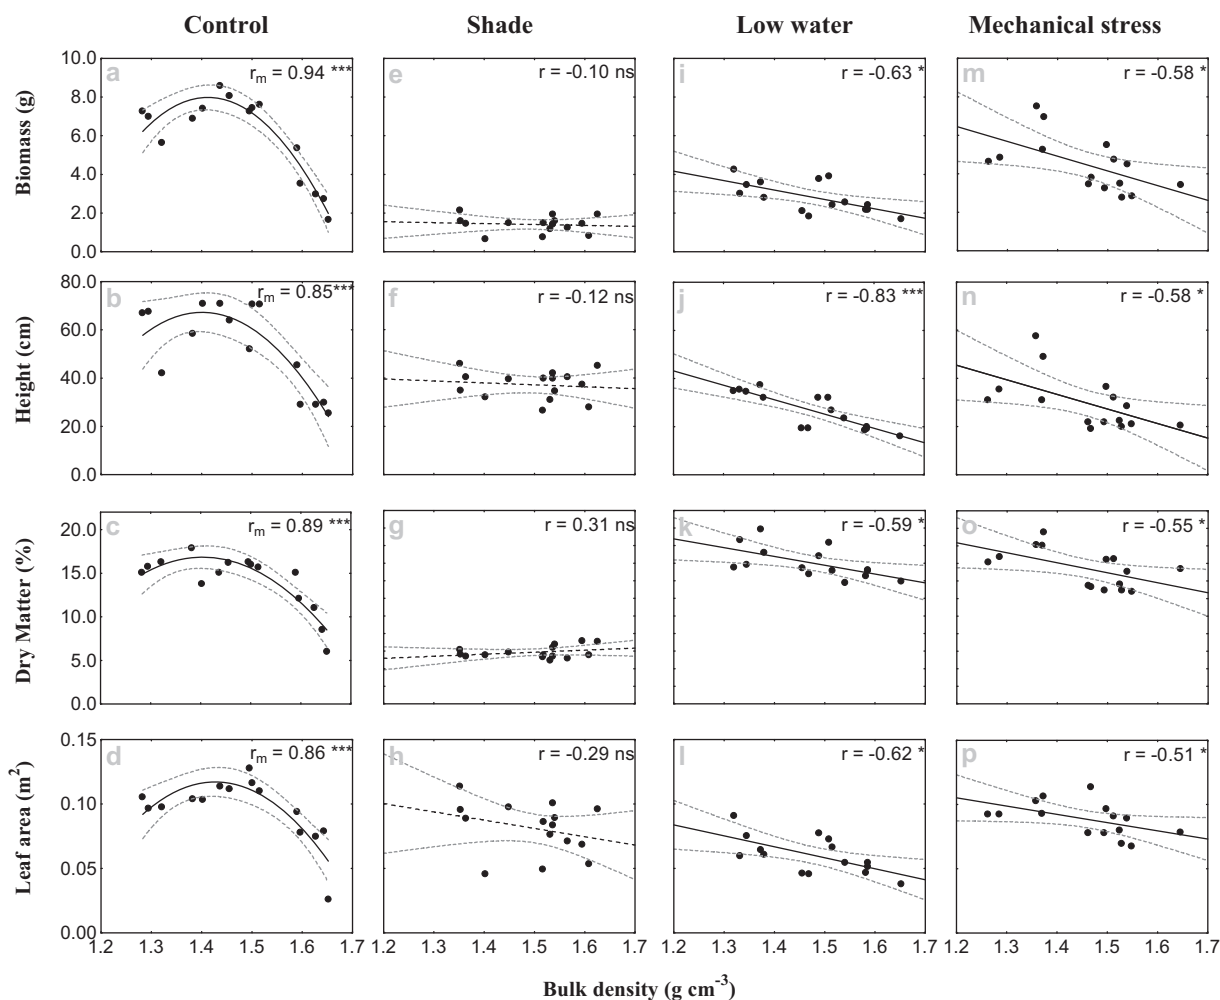 Control Shade Low water Mechanical stress
10.0 a rm = 0.94 *** e r = -0.10 ns i r = -0.63 * m r = -0.58 *
8.0
6.0
4.0
2.0
0.0
Biomass (g)
80.0 b rm = 0.85*** f r = -0.12 ns j r = -0.83 *** n r = -0.58 *
60.0
40.0
20.0
0.0
Height (cm)
c rm = 0.89 *** g r = 0.31 ns k r = -0.59 * o r = -0.55 *
20.0
15.0
10.0
5.0
0.0
Dry Matter (%)
0.15 d rm = 0.86 *** h r = -0.29 ns l r = -0.62 * p r = -0.51 *
0.10
0.05
0.00
Leaf area (m²)
1.2 1.3 1.4 1.5 1.6 1.7 1.2 1.3 1.4 1.5 1.6 1.7 1.2 1.3 1.4 1.5 1.6 1.7 1.2 1.3 1.4 1.5 1.6 1.7
Bulk density (g cm⁻³)